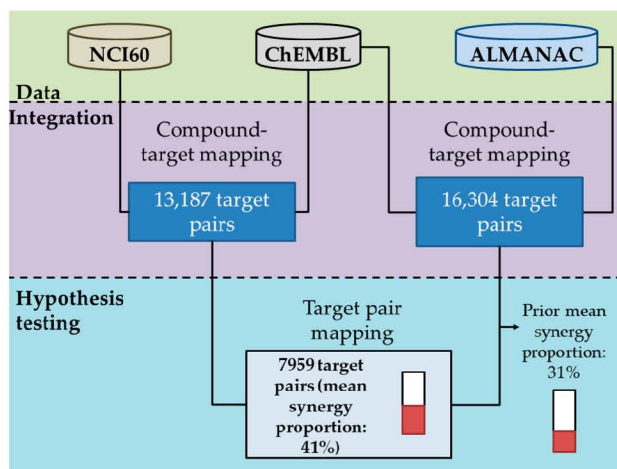 NCI60
ChEMBL
ALMANAC
Data
Integration
Compound-
target mapping
Compound-
target mapping
13,187 target
pairs
16,304 target
pairs
Hypothesis
testing
Target pair
mapping
7959 target
pairs (mean
synergy
proportion:
41%)
Prior mean
synergy
proportion:
31%